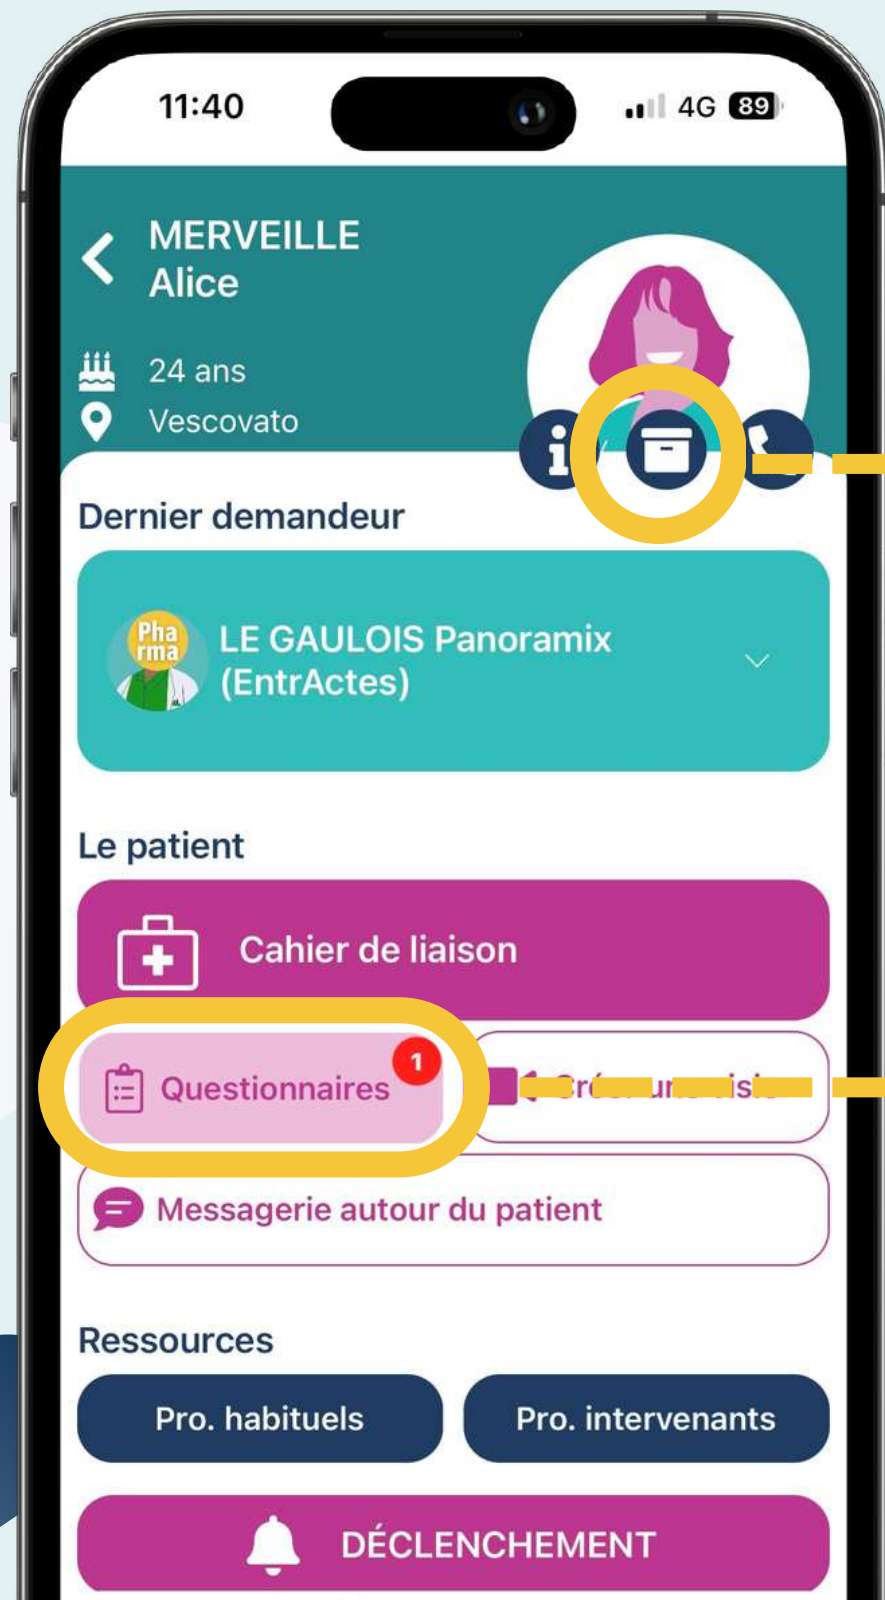 11:40
4G 89
MERVEILLE
Alice
24 ans
Vescovato
Dernier demandeur
Pha
rma
LE GAULOIS Panoramix
(EntrActes)
Le patient
Cahier de liaison
Questionnaires
1
Messagerie autour du patient
Ressources
Pro. habituels
Pro. intervenants
DÉCLENCHEMENT